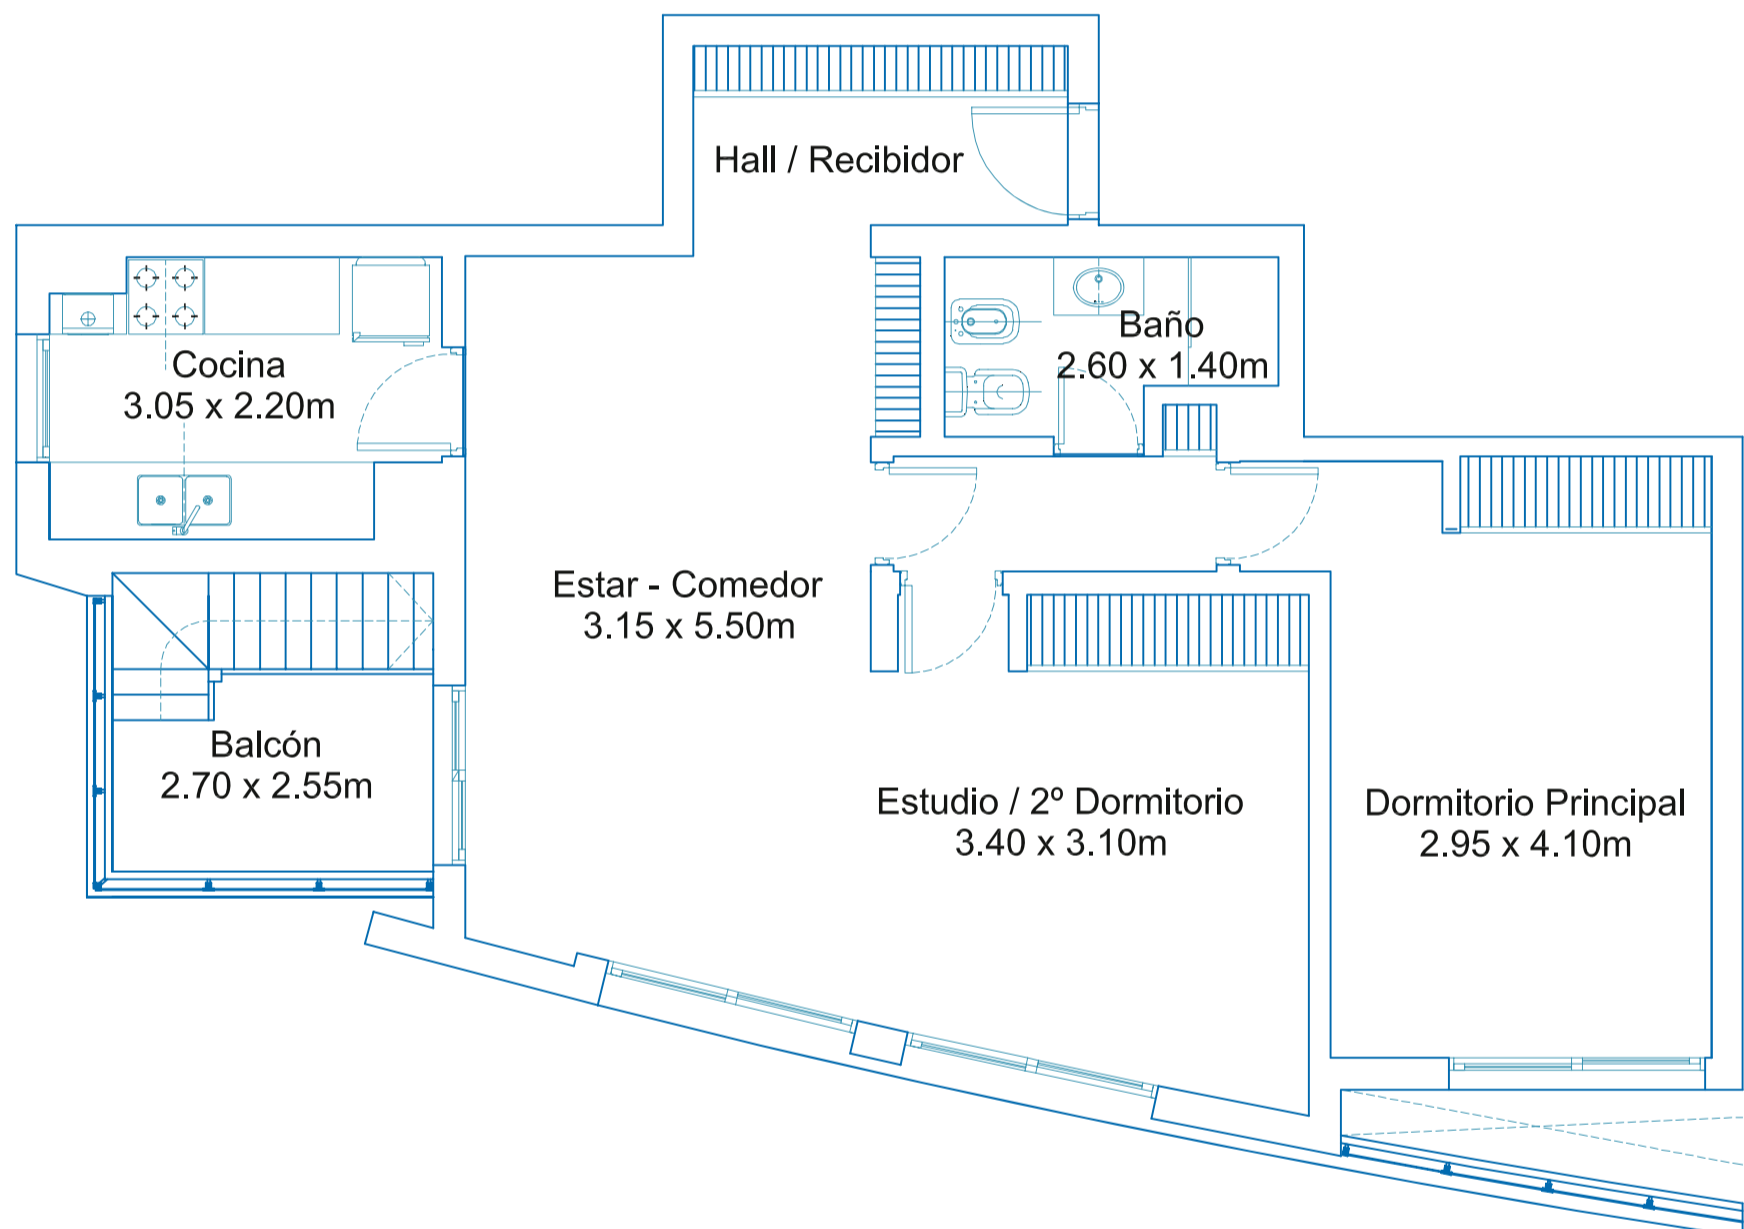 Hall / Recibidor
Cocina
3.05 x 2.20m
Baño
2.60 x 1.40m
Estar - Comedor
3.15 x 5.50m
Balcón
2.70 x 2.55m
Estudio / 2º Dormitorio
3.40 x 3.10m
Dormitorio Principal
2.95 x 4.10m